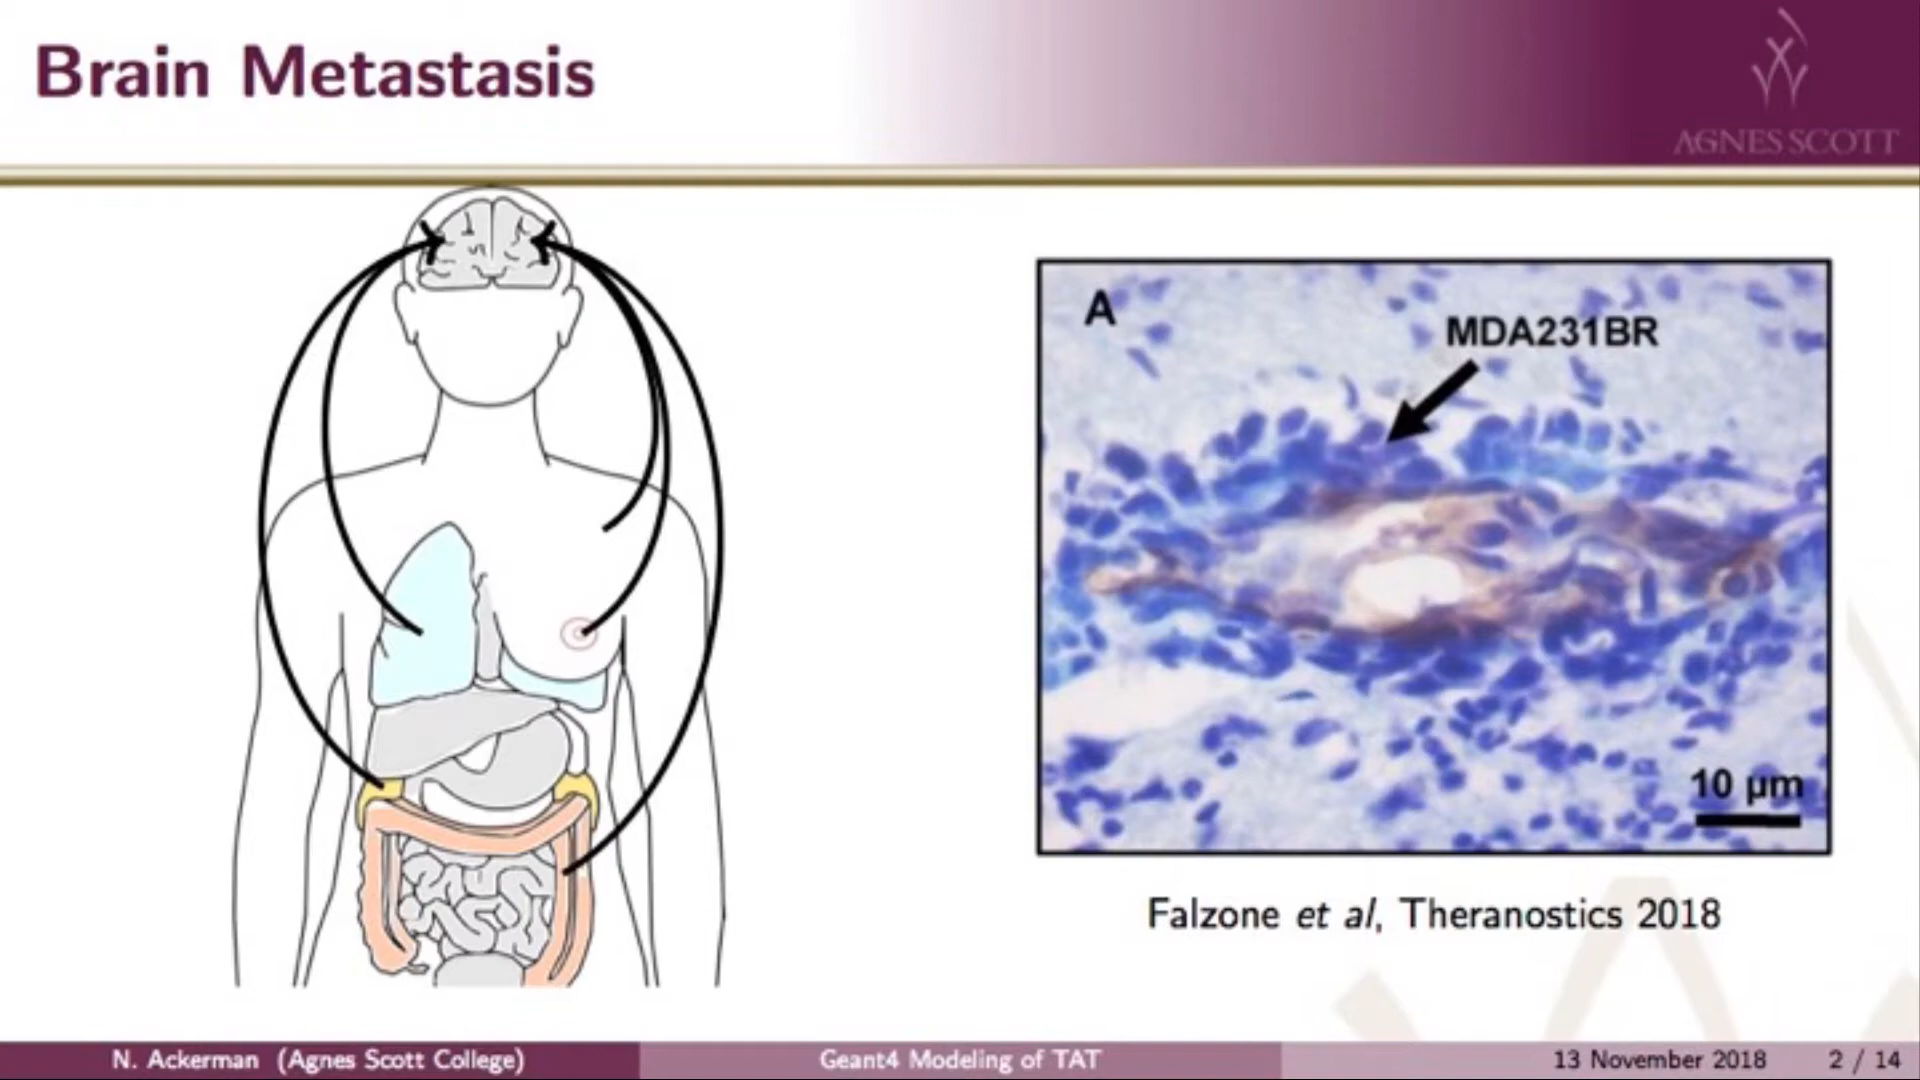 Brain Metastasis
AGNES SCOTT
A
MDA231BR
10 µm
Falzone et al, Theranostics 2018
N. Ackerman (Agnes Scott College)
Geant4 Modeling of TAT
13 November 2018
2 / 14